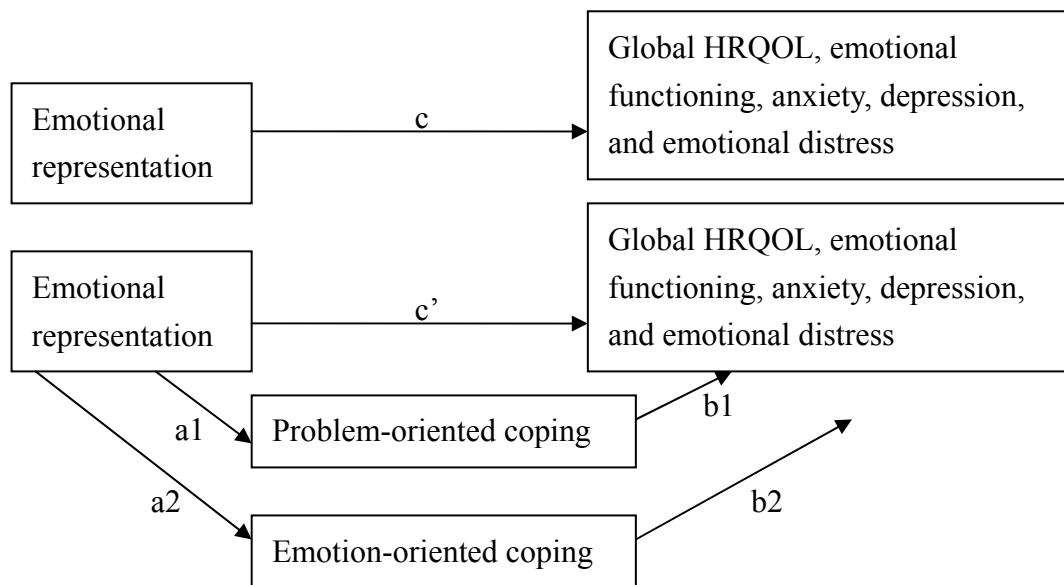 Global HRQOL, emotional
functioning, anxiety, depression,
and emotional distress
Emotional
representation
c
Global HRQOL, emotional
functioning, anxiety, depression,
and emotional distress
Emotional
representation
c’
a1
Problem-oriented coping
b1
a2
Emotion-oriented coping
b2